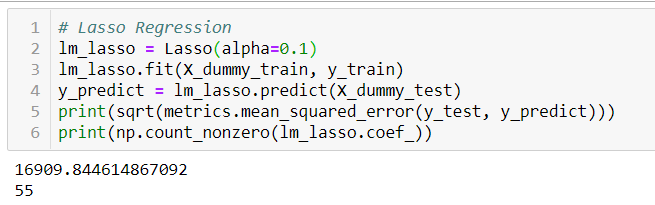 1 # Lasso Regression
2 lm_lasso = Lasso(alpha=0.1)
3 lm_lasso.fit(X_dummy_train, y_train)
4 y_predict = lm_lasso.predict(X_dummy_test)
5 print(sqrt(metrics.mean_squared_error(y_test, y_predict)))
6 print(np.count_nonzero(lm_lasso.coef_))
16909.844614867092
55